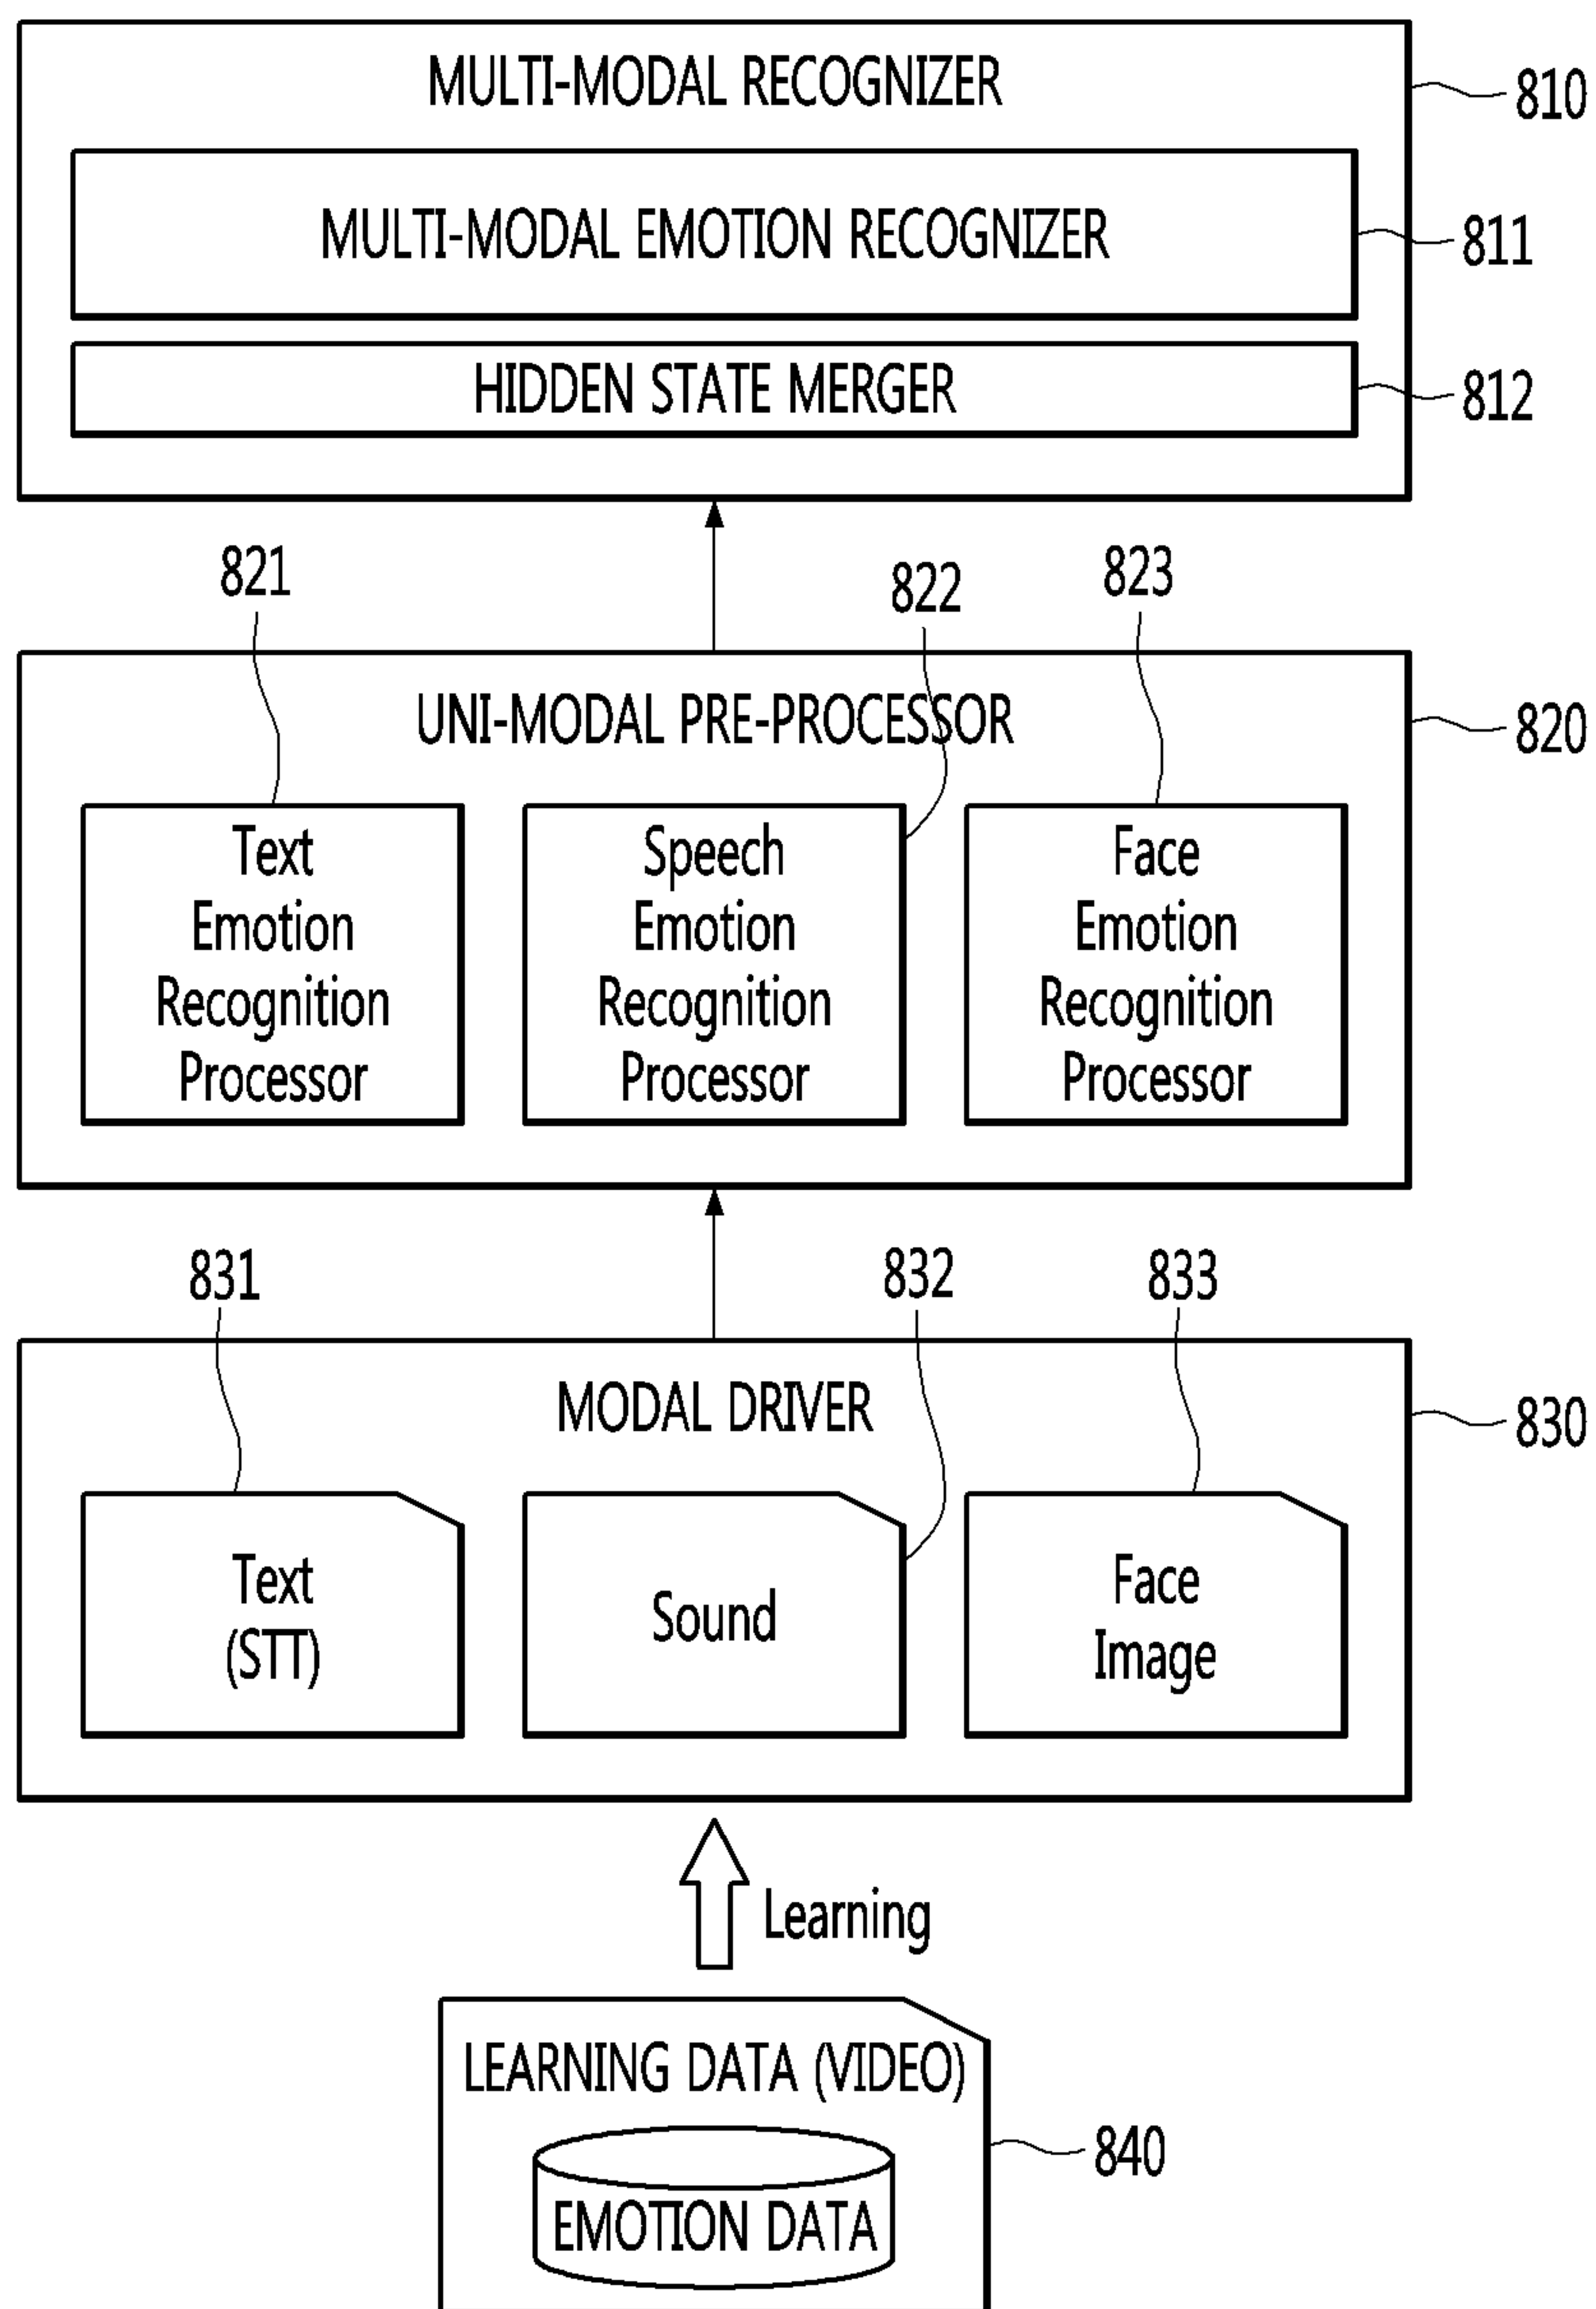 MULTI-MODAL RECOGNIZER
810
MULTI-MODAL EMOTION RECOGNIZER
811
HIDDEN STATE MERGER
812
821
822
823
UNI-MODAL PRE-PROCESSOR
820
Text
Emotion
Recognition
Processor
Speech
Emotion
Recognition
Processor
Face
Emotion
Recognition
Processor
831
832
833
MODAL DRIVER
830
Text
(STT)
Sound
Face
Image
Learning
LEARNING DATA (VIDEO)
840
EMOTION DATA